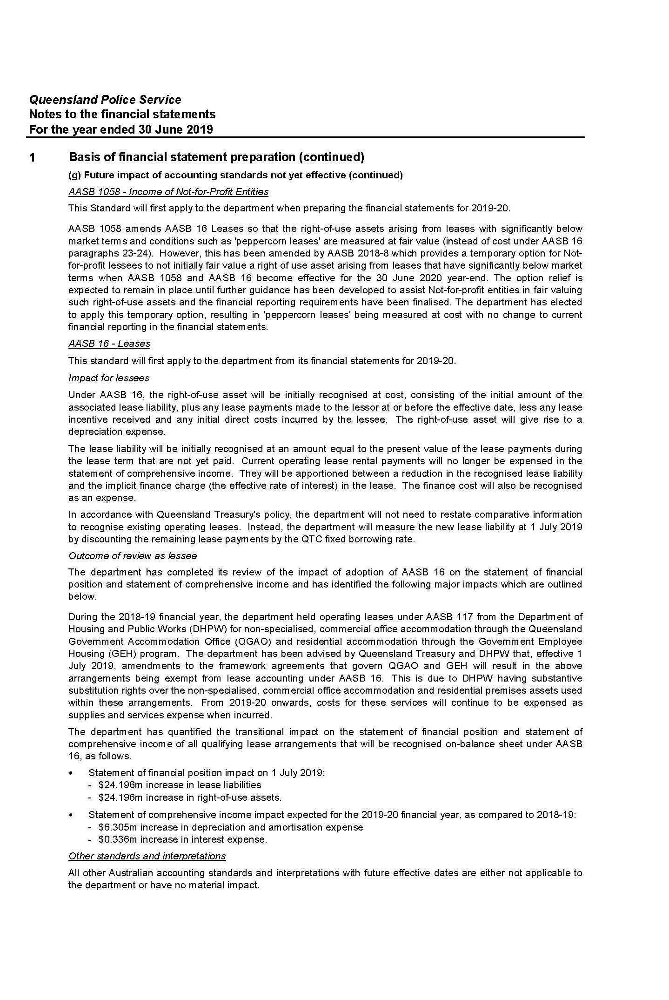 Queensland Police Service
Notes to the financial statements
For the year ended 30 June 2019
1 Basis of financial statement preparation (continued)
(g) Future impact of accounting standards not yet effective (continued)
AASB 1058 - Income of Not-for-Profit Entities
This Standard will first apply to the department when preparing the financial statements for 2019-20.
AASB 1058 amends AASB 16 Leases so that the right-of-use assets arising from leases with significantly below
market terms and conditions such as 'peppercorn leases' are measured at fair value (instead of cost under AASB 16
paragraphs 23-24). However, this has been amended by AASB 2018-8 which provides a temporary option for Not-
for-profit lessees to not initially fair value a right of use asset arising from leases that have significantly below market
terms when AASB 1058 and AASB 16 become effective for the 30 June 2020 year-end. The option relief is
expected to remain in place until further guidance has been developed to assist Not-for-profit entities in fair valuing
such right-of-use assets and the financial reporting requirements have been finalised. The department has elected
to apply this temporary option, resulting in 'peppercorn leases' being measured at cost with no change to current
financial reporting in the financial statements.
AASB 16 - Leases
This standard will first apply to the department from its financial statements for 2019-20.
Impact for lessees
Under AASB 16, the right-of-use asset will be initially recognised at cost, consisting of the initial amount of the
associated lease liability, plus any lease payments made to the lessor at or before the effective date, less any lease
incentive received and any initial direct costs incurred by the lessee. The right-of-use asset will give rise to a
depreciation expense.
The lease liability will be initially recognised at an amount equal to the present value of the lease payments during
the lease term that are not yet paid. Current operating lease rental payments will no longer be expensed in the
statement of comprehensive income. They will be apportioned between a reduction in the recognised lease liability
and the implicit finance charge (the effective rate of interest) in the lease. The finance cost will also be recognised
as an expense.
In accordance with Queensland Treasury's policy, the department will not need to restate comparative information
to recognise existing operating leases. Instead, the department will measure the new lease liability at 1 July 2019
by discounting the remaining lease payments by the QTC fixed borrowing rate.
Outcome of review as lessee
The department has completed its review of the impact of adoption of AASB 16 on the statement of financial
position and statement of comprehensive income and has identified the following major impacts which are outlined
below.
During the 2018-19 financial year, the department held operating leases under AASB 117 from the Department of
Housing and Public Works (DHPW) for non-specialised, commercial office accommodation through the Queensland
Government Accommodation Office (QGAO) and residential accommodation through the Government Employee
Housing (GEH) program. The department has been advised by Queensland Treasury and DHPW that, effective 1
July 2019, amendments to the framework agreements that govern QGAO and GEH will result in the above
arrangements being exempt from lease accounting under AASB 16. This is due to DHPW having substantive
substitution rights over the non-specialised, commercial office accommodation and residential premises assets used
within these arrangements. From 2019-20 onwards, costs for these services will continue to be expensed as
supplies and services expense when incurred.
The department has quantified the transitional impact on the statement of financial position and statement of
comprehensive income of all qualifying lease arrangements that will be recognised on-balance sheet under AASB
16, as follows.
• Statement of financial position impact on 1 July 2019:
- $24.196m increase in lease liabilities
- $24.196m increase in right-of-use assets.
• Statement of comprehensive income impact expected for the 2019-20 financial year, as compared to 2018-19:
- $6.305m increase in depreciation and amortisation expense
- $0.336m increase in interest expense.
Other standards and interpretations
All other Australian accounting standards and interpretations with future effective dates are either not applicable to
the department or have no material impact.